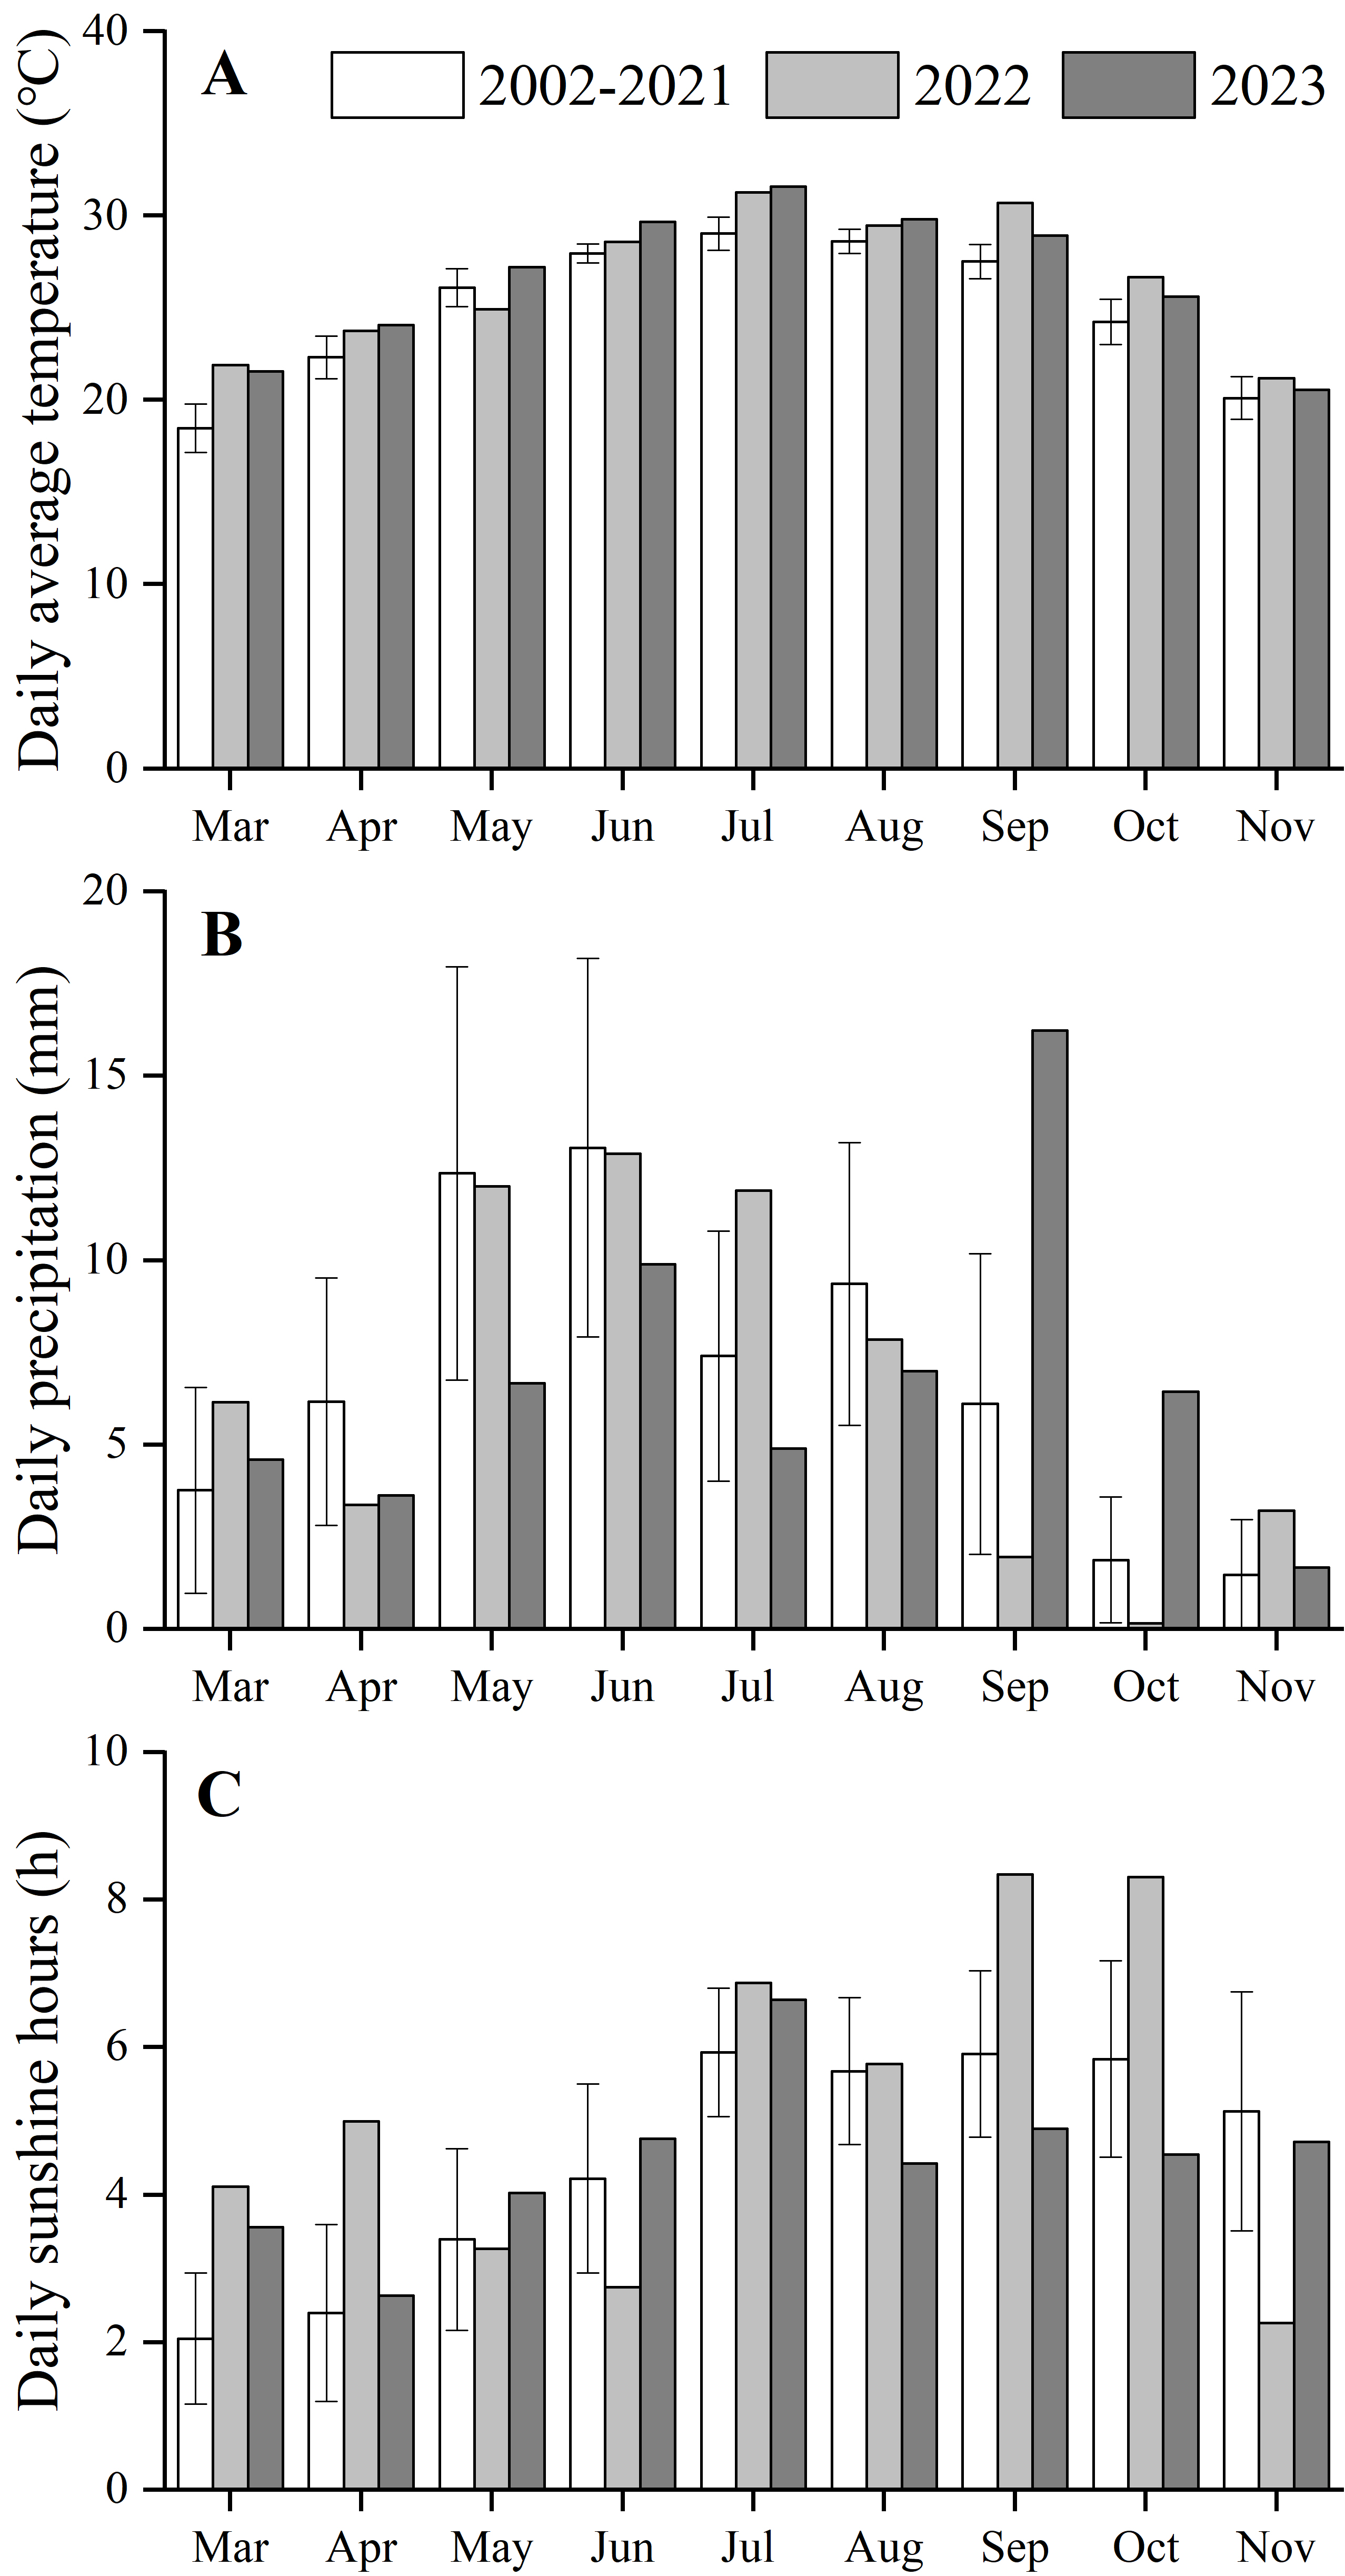 A
2002-2021 2022 2023
Daily average temperature (°C)
40
30
20
10
0
Mar Apr May Jun Jul Aug Sep Oct Nov
B
Daily precipitation (mm)
20
15
10
5
0
Mar Apr May Jun Jul Aug Sep Oct Nov
C
Daily sunshine hours (h)
10
8
6
4
2
0
Mar Apr May Jun Jul Aug Sep Oct Nov